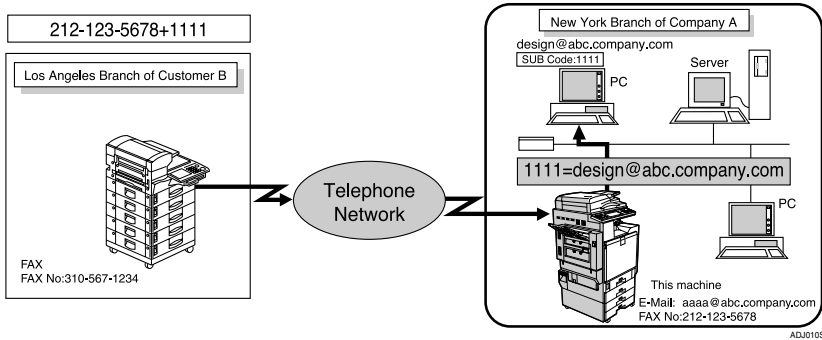 212-123-5678+1111
Los Angeles Branch of Customer B
FAX
FAX No:310-567-1234
Telephone
Network
New York Branch of Company A
design@abc.company.com
SUB Code:1111
PC
Server
1111=design@abc.company.com
PC
This machine
E-Mail: aaaa@abc.company.com
FAX No:212-123-5678
ADJ010S